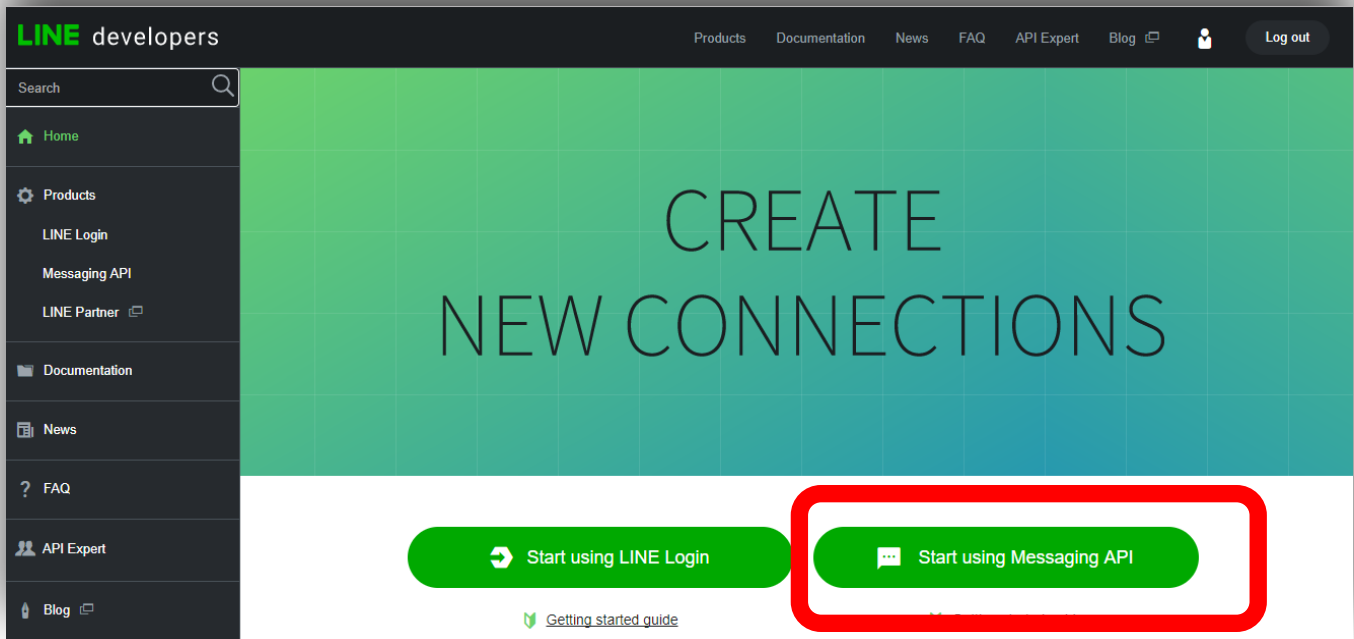 LINE developers
Products Documentation News FAQ API Expert Blog Log out
Search
Home
Products
LINE Login
Messaging API
LINE Partner
Documentation
News
FAQ
API Expert
Blog
CREATE
NEW CONNECTIONS
Start using LINE Login
Start using Messaging API
Getting started guide